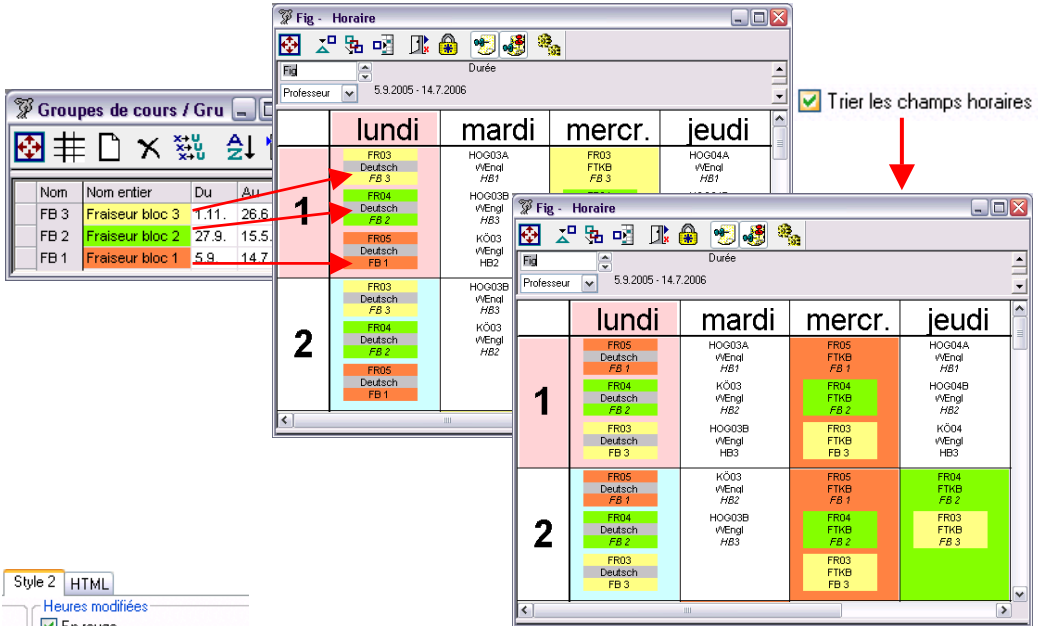 Fig - Horaire
Fig
Durée
Professeur
5.9.2005 - 14.7.2006
lundi mardi mercr. jeudi
1
FR03 HOG03A FR03 HOG04A
Deutsch WEngl FTKB WEngl
FB 3 HB1 FB 3 HB1
FR04 HOG03B
Deutsch WEngl
FB 2 HB3
FR05 KÖ03
Deutsch WEngl
FB 1 HB2
2
FR03 HOG03B
Deutsch WEngl
FB 3 HB3
FR04 KÖ03
Deutsch WEngl
FB 2 HB2
FR05
Deutsch
FB 1
Groupes de cours / Gru
Nom Nom entier Du Au
FB 3 Fraiseur bloc 3 1.11. 26.6
FB 2 Fraiseur bloc 2 27.9. 15.5.
FB 1 Fraiseur bloc 1 5.9. 14.7
Trier les champs horaires
Fig - Horaire
Fig
Durée
Professeur
5.9.2005 - 14.7.2006
lundi mardi mercr. jeudi
1
FR05 HOG03A FR05 HOG04A
Deutsch WEngl FTKB WEngl
FB 1 HB1 FB 1 HB1
FR04 KÖ03 FR04 HOG04B
Deutsch WEngl FTKB WEngl
FB 2 HB2 FB 2 HB2
FR03 HOG03B FR03 KÖ04
Deutsch WEngl FTKB WEngl
FB 3 HB3 FB 3 HB3
2
FR05 KÖ03 FR05 FR04
Deutsch WEngl FTKB FTKB
FB 1 HB2 FB 1 FB 2
FR04 HOG03B FR04 FR03
Deutsch WEngl FTKB FTKB
FB 2 HB3 FB 2 FB 3
FR03 FR03
Deutsch FTKB
FB 3 FB 3
Style 2 HTML
Heures modifiées
En rouge